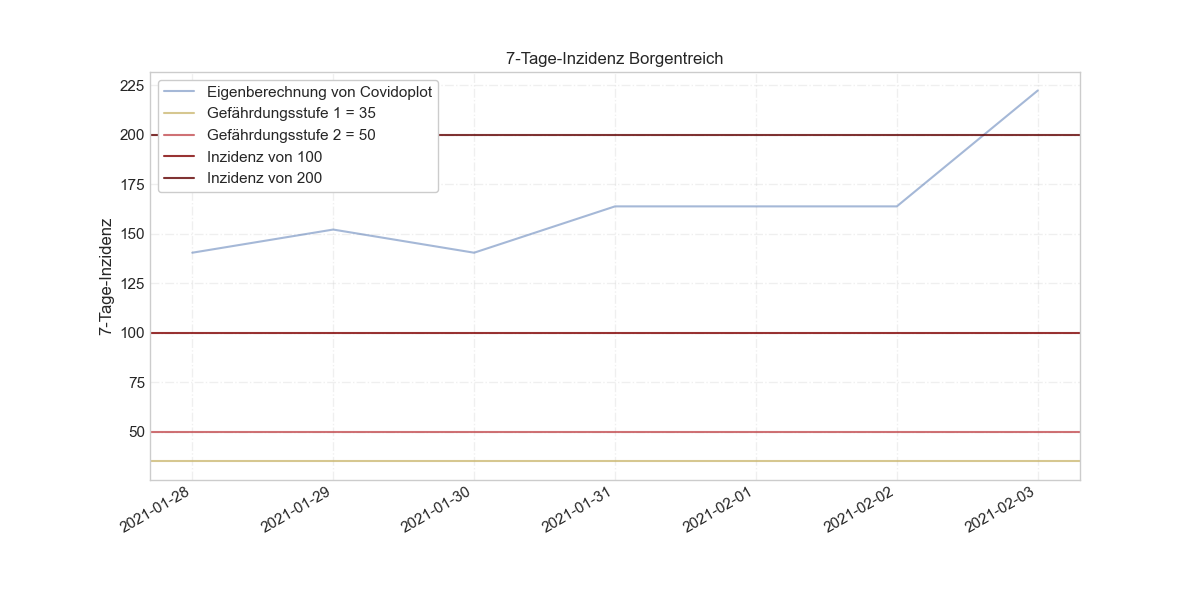 7-Tage-Inzidenz Borgentreich
Eigenberechnung von Covidoplot
Gefährdungsstufe 1 = 35
Gefährdungsstufe 2 = 50
Inzidenz von 100
Inzidenz von 200
7-Tage-Inzidenz
225
200
175
150
125
100
75
50
2021-01-28
2021-01-29
2021-01-30
2021-01-31
2021-02-01
2021-02-02
2021-02-03